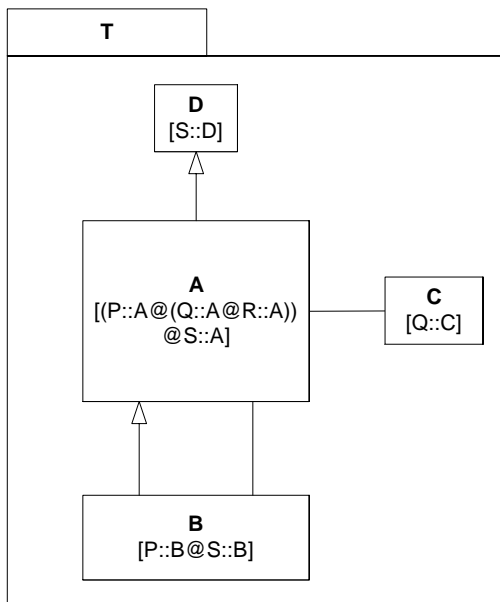 T
D
[S::D]
A
[(P::A@(Q::A@R::A))
@S::A]
C
[Q::C]
B
[P::B@S::B]